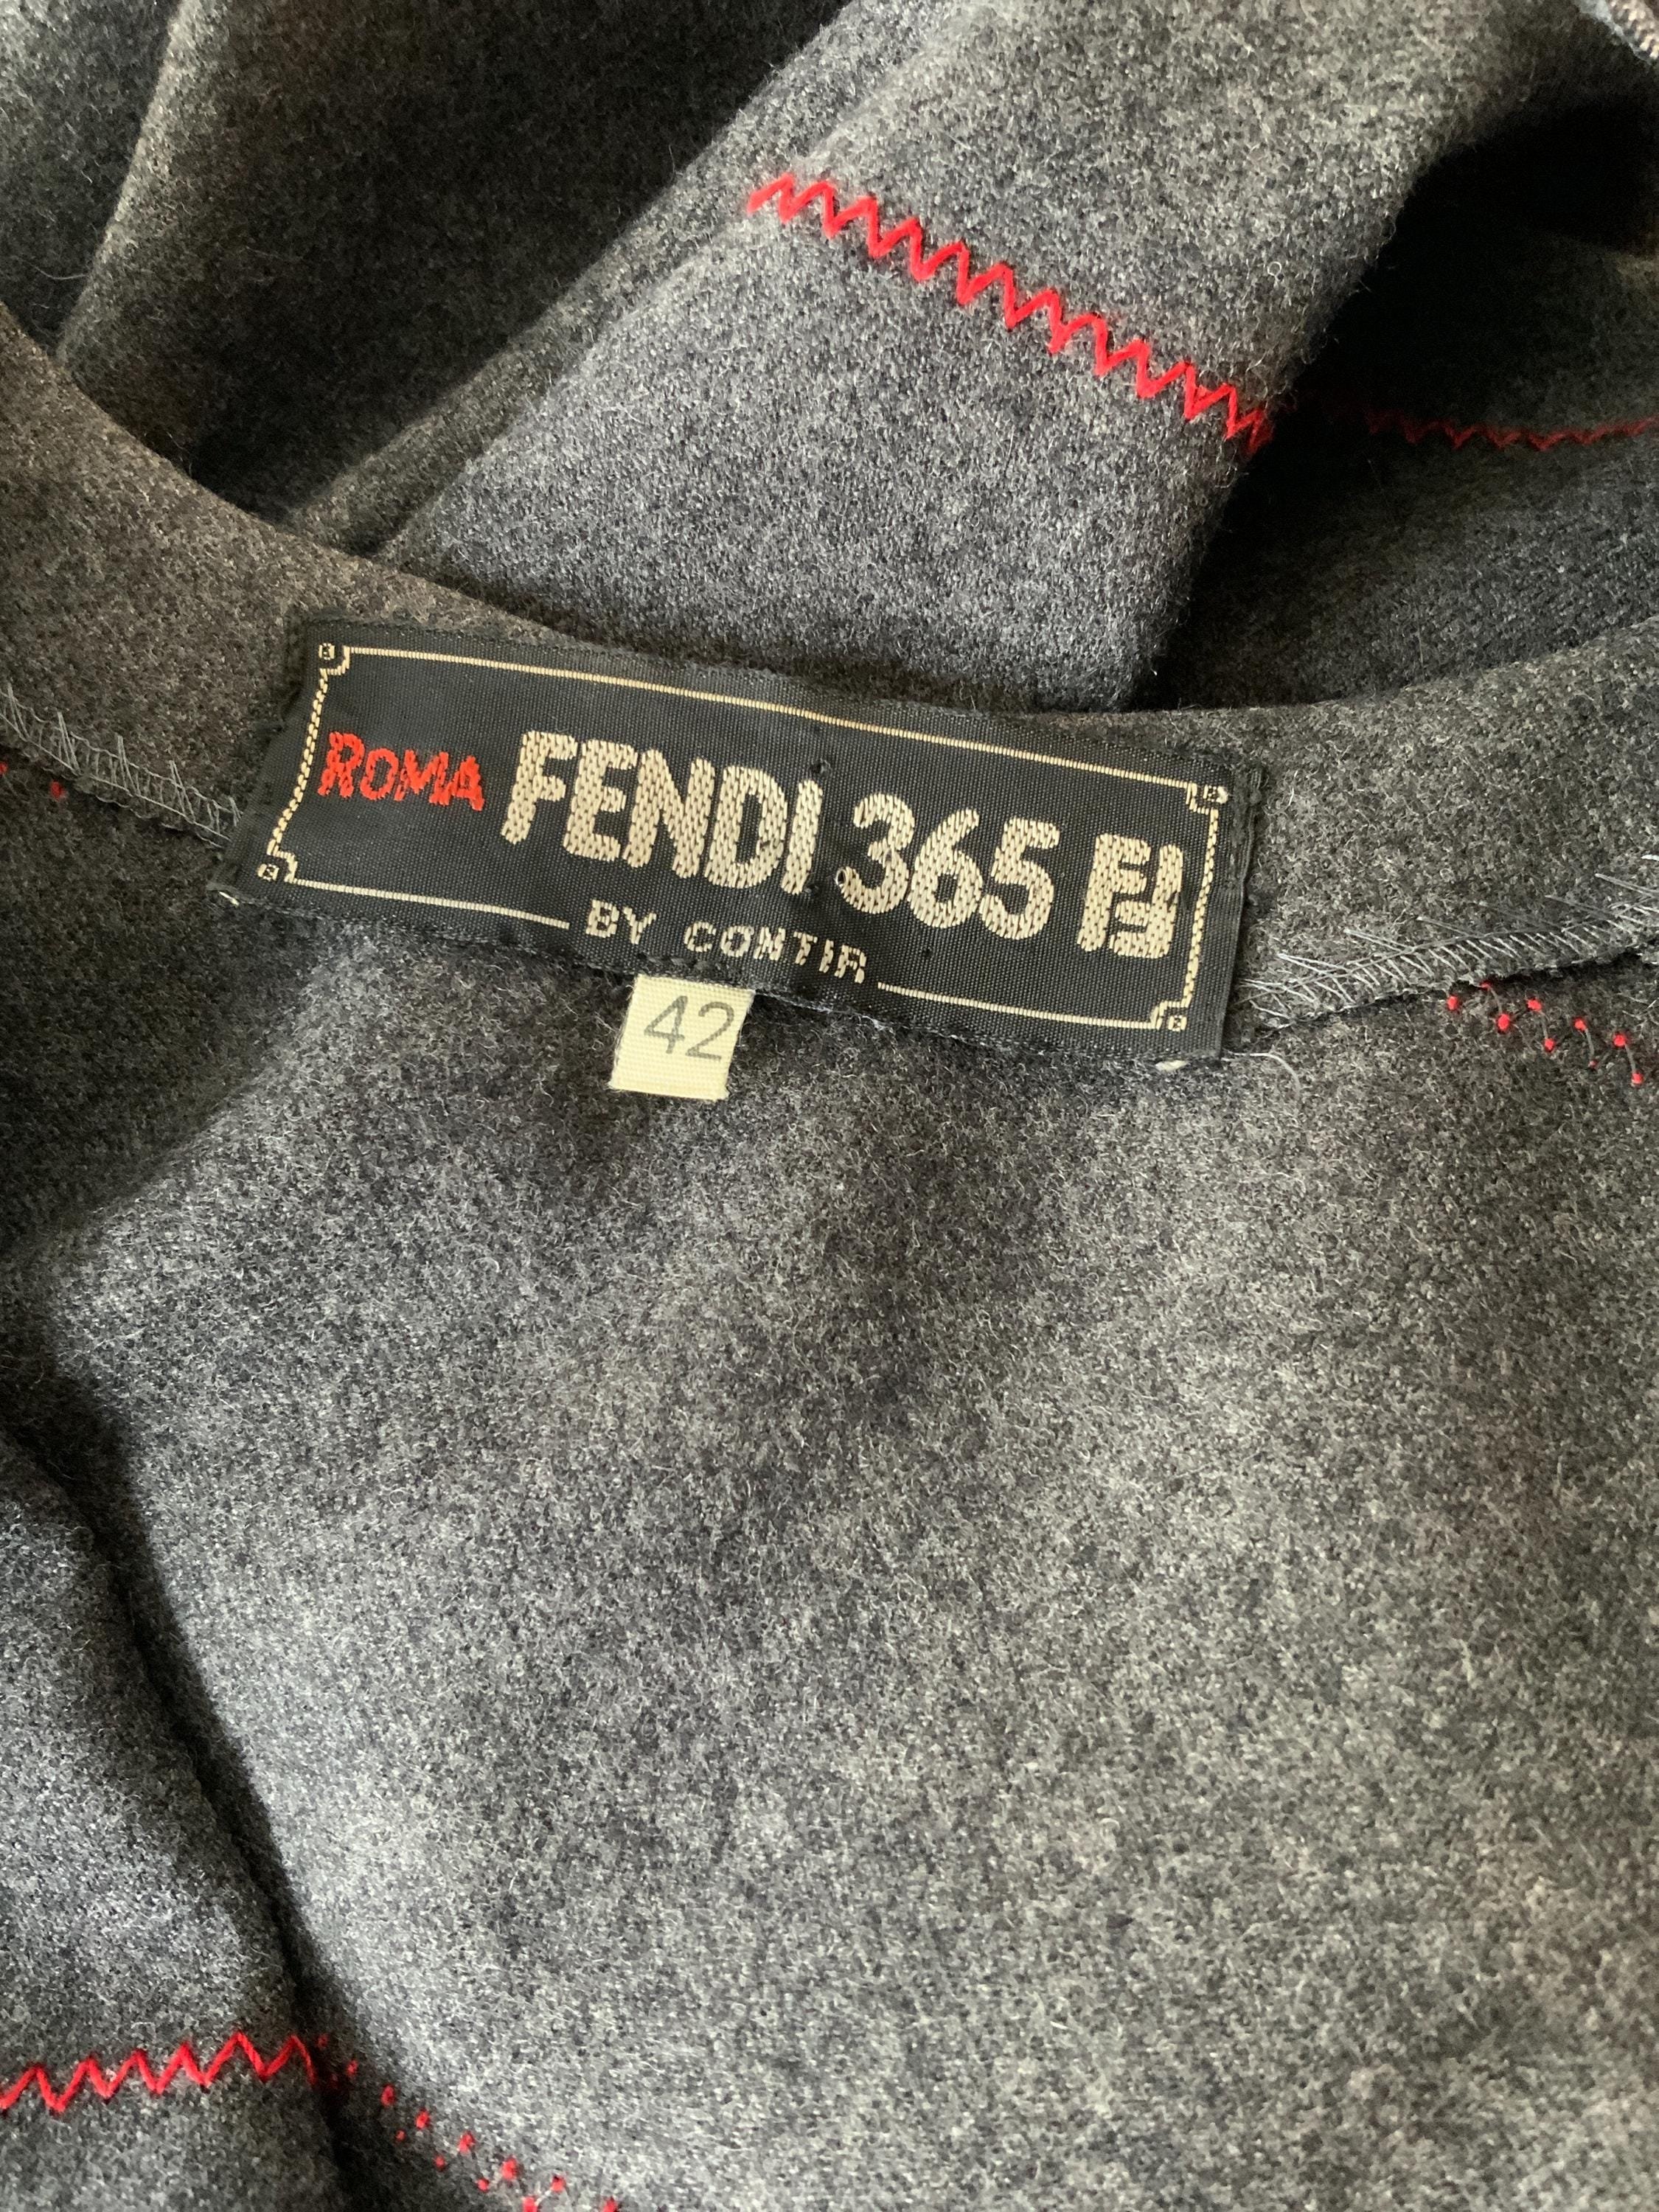 ROMA FENDI 365 FF
BY CONTIR
42